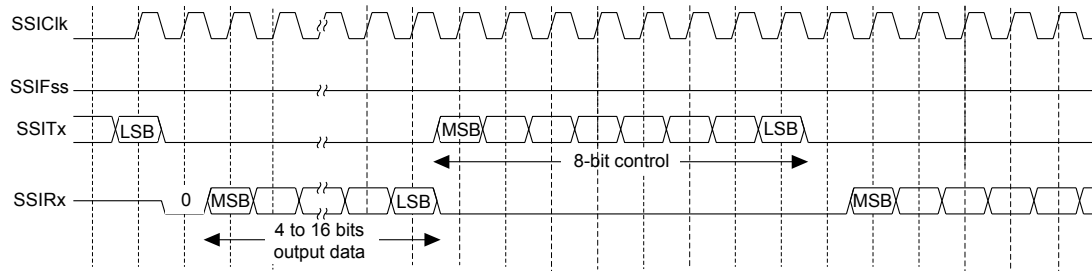 SSIClk
SSIFss
SSITx
LSB
MSB
LSB
8-bit control
SSIRx
0
MSB
LSB
MSB
4 to 16 bits
output data